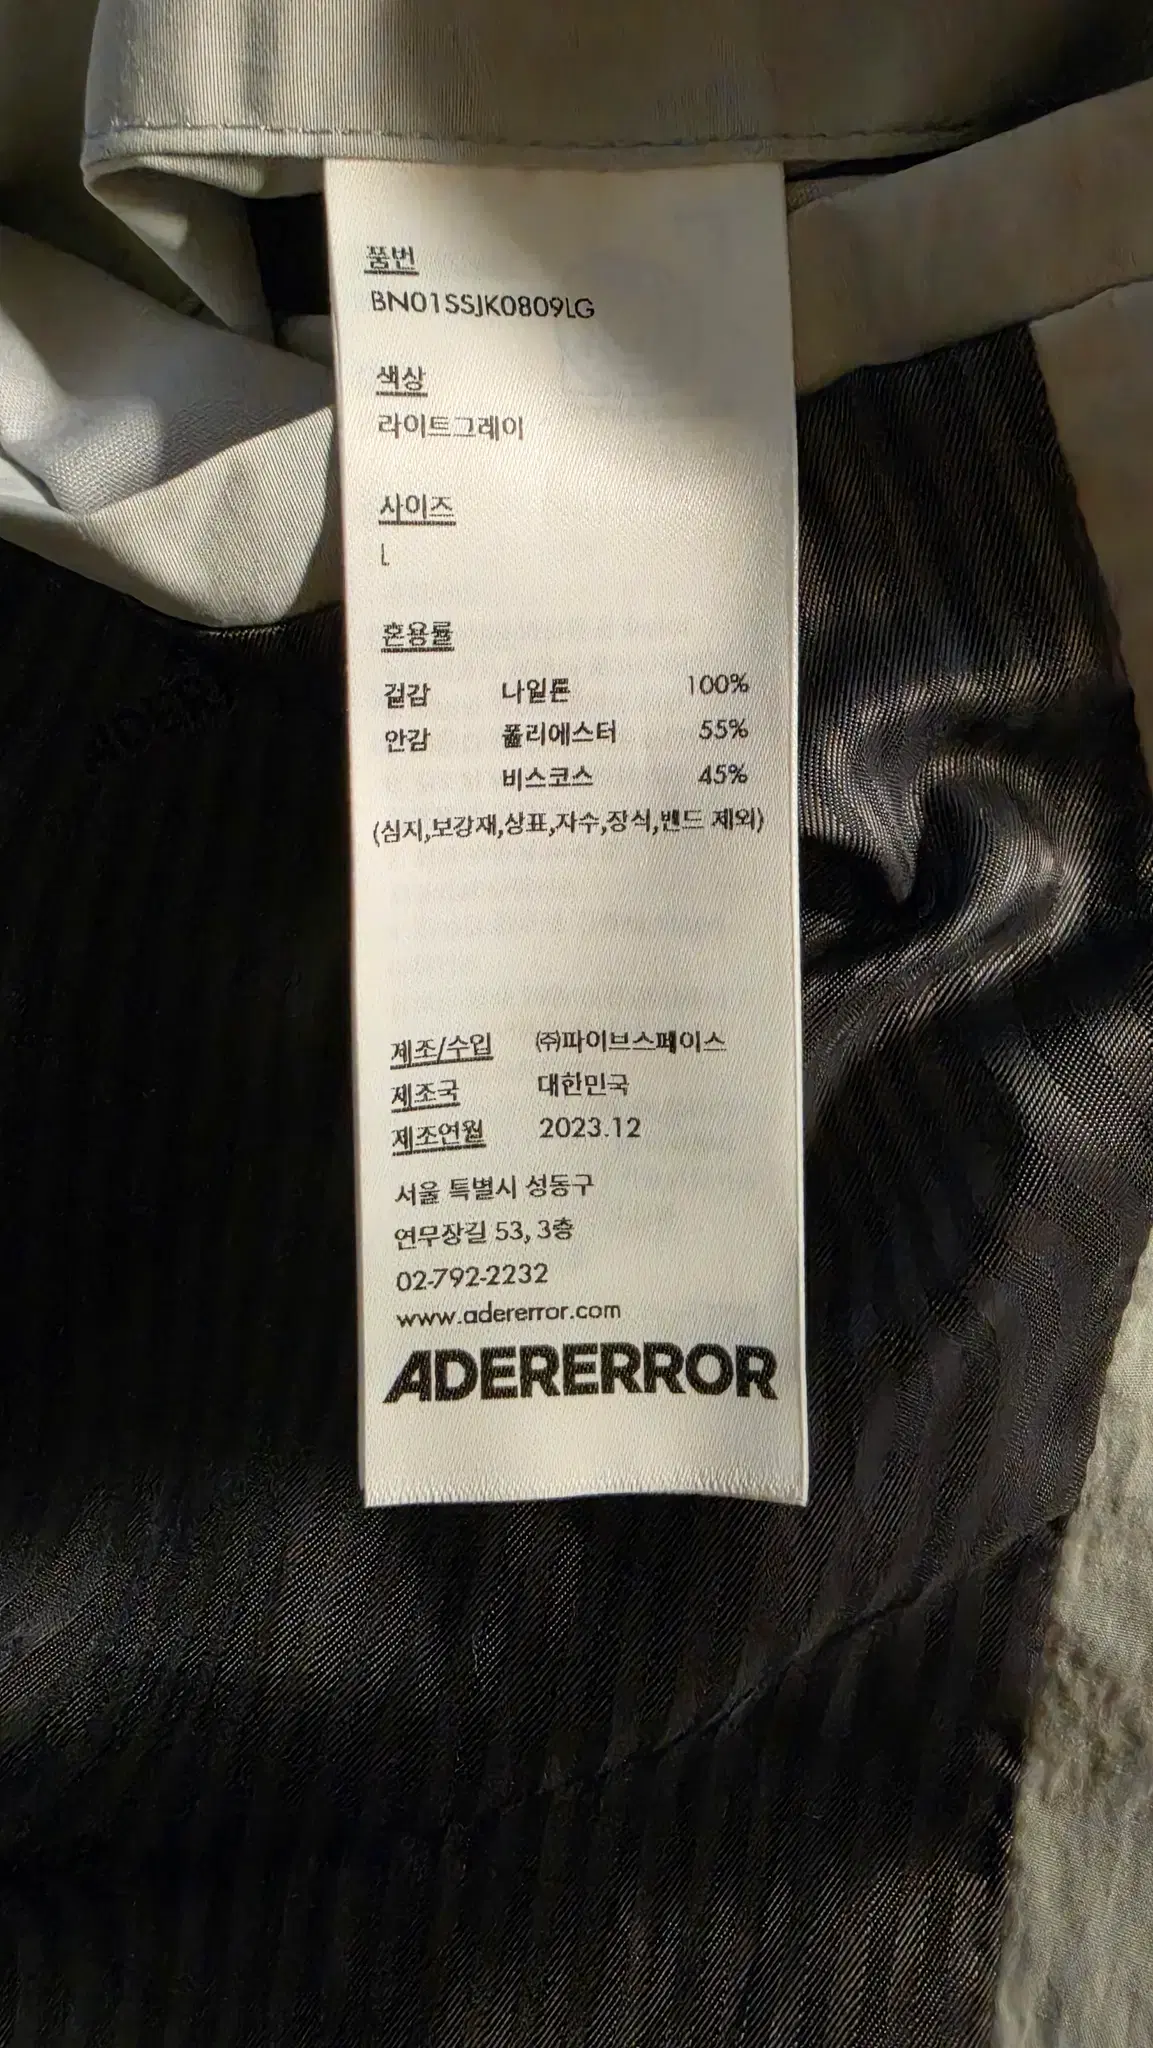 품번
BN01SSJK0809LG
색상
라이트그레이
사이즈
L
혼용률
겉감 나일론 100%
안감 폴리에스터 55%
비스코스 45%
(심지,보강재,상표,자수,장식,밴드 제외)
제조/수입 ㈜파이브스페이스
제조국 대한민국
제조연월 2023.12
서울 특별시 성동구
연무장길 53, 3층
02-792-2232
www.adererror.com
ADERERROR